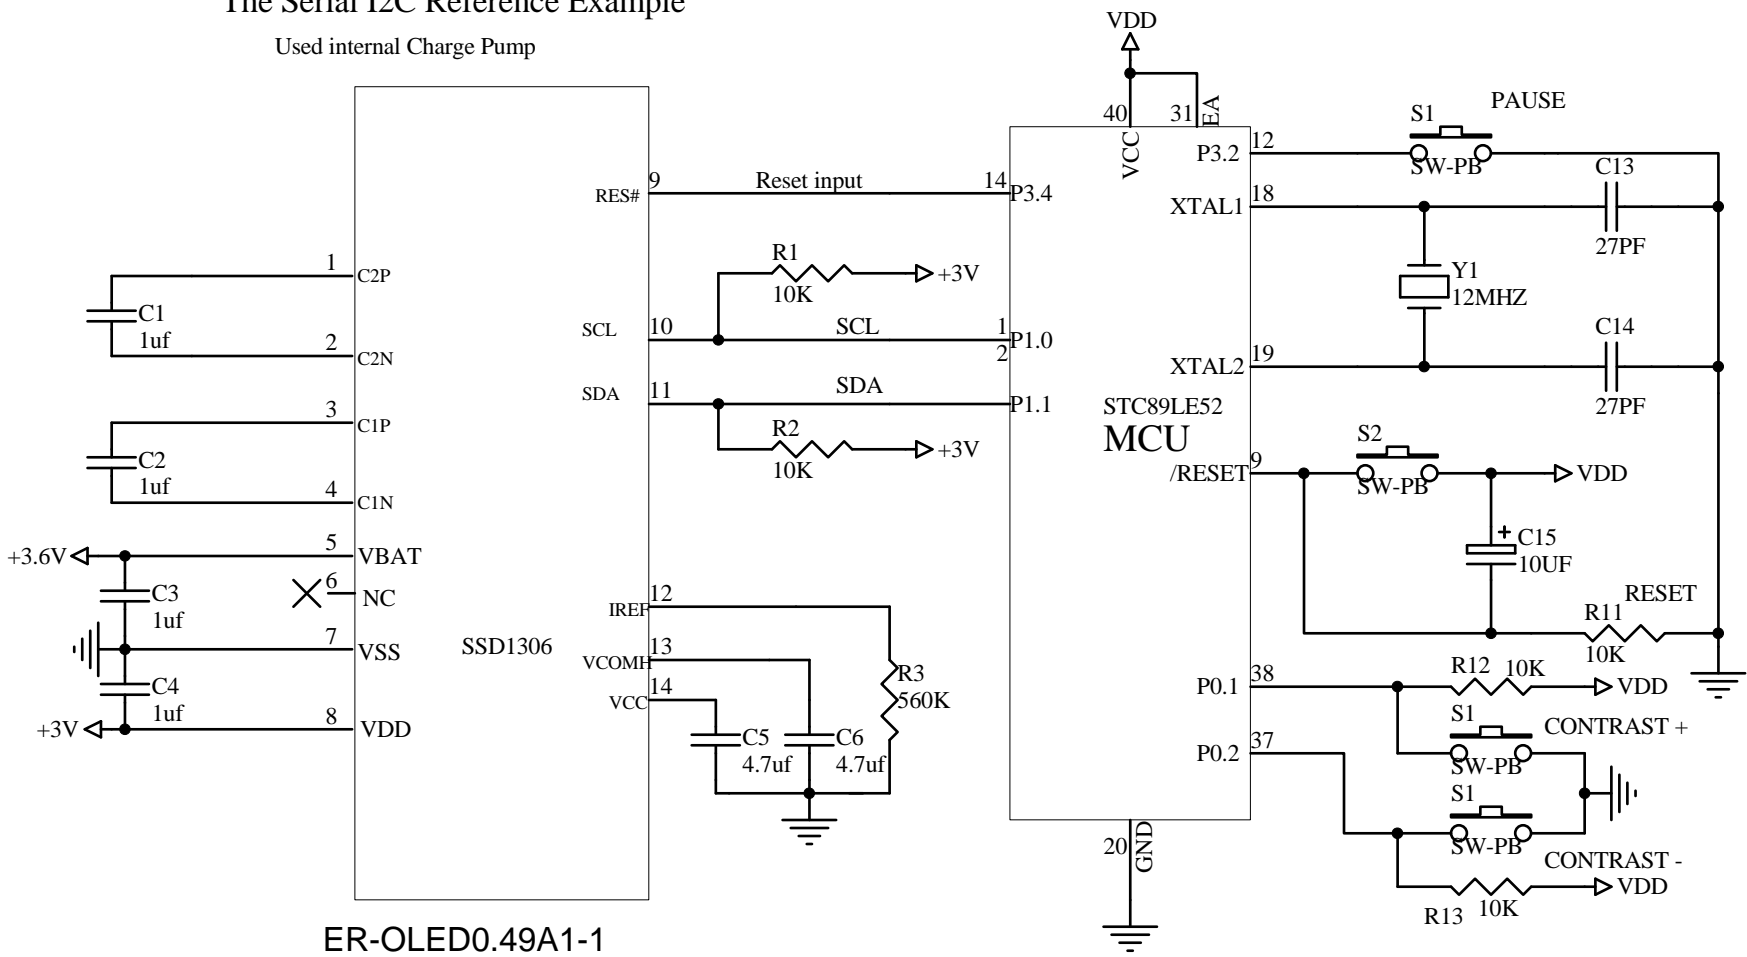 The Serial I2C Reference Example
Used internal Charge Pump
VDD
40
31
EA
VCC
PAUSE
S1
P3.2
12
SW-PB
C13
27PF
RES#
9
Reset input
14
P3.4
XTAL1
18
1
C2P
C1
1uf
2
C2N
R1
10K
+3V
Y1
12MHZ
SCL
10
SCL
1
P1.0
2
C14
27PF
XTAL2
19
SDA
11
SDA
P1.1
STC89LE52
MCU
R2
10K
+3V
3
C1P
C2
1uf
4
C1N
S2
/RESET
9
SW-PB
VDD
+
C15
10UF
RESET
R11
10K
+3.6V
5
VBAT
C3
1uf
6
NC
7
VSS
C4
1uf
+3V
8
VDD
SSD1306
IREF
12
VCOMH
13
VCC
14
R3
560K
C5
4.7uf
C6
4.7uf
P0.1
38
R12
10K
VDD
S1
CONTRAST +
SW-PB
P0.2
37
S1
SW-PB
CONTRAST -
VDD
R13
10K
20
GND
ER-OLED0.49A1-1